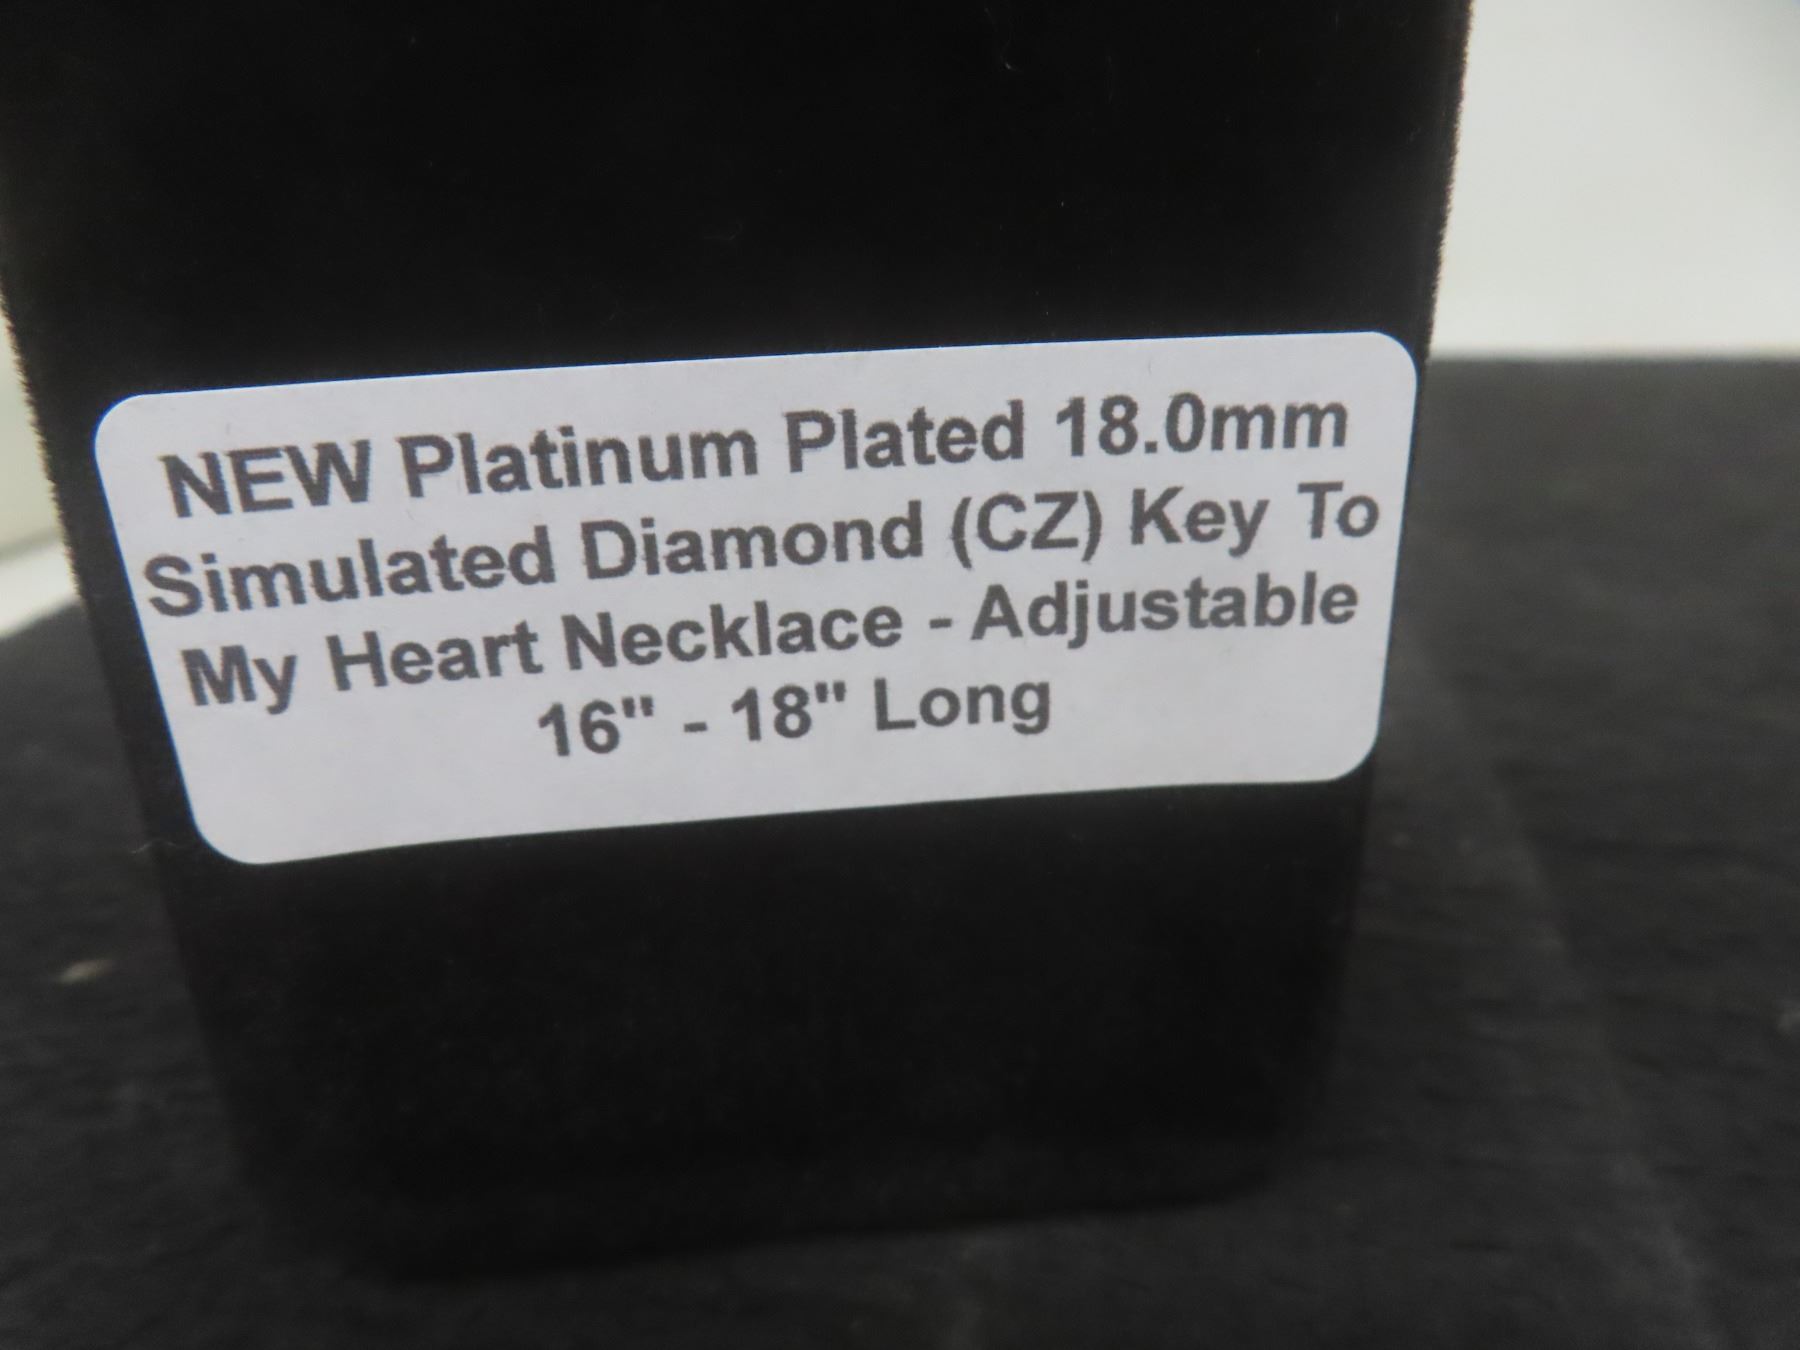 NEW Platinum Plated 18.0mm
Simulated Diamond (CZ) Key To
My Heart Necklace - Adjustable
16" - 18" Long